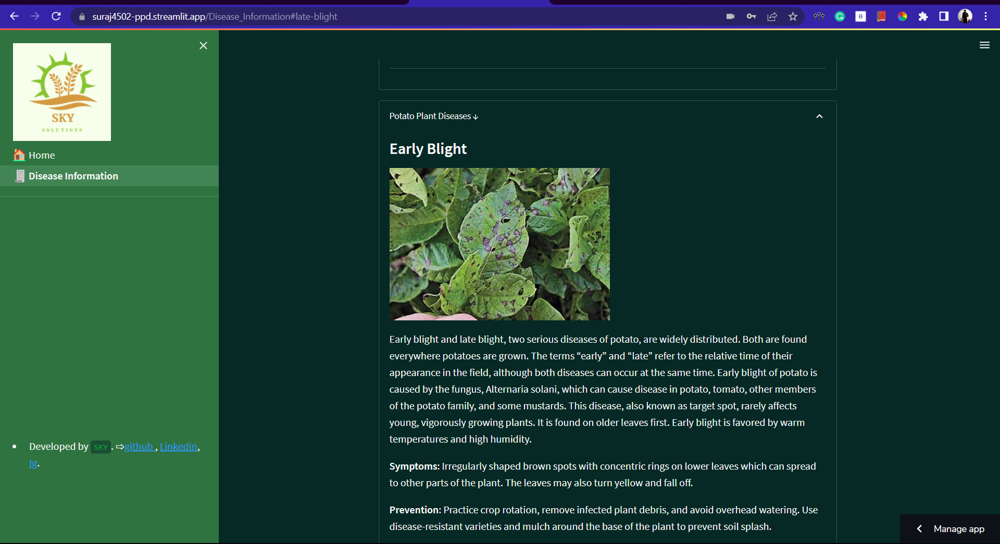 suraj4502-ppd.streamlit.app/Disease_Information#late-blight
SKY
SOLUTIONS
Home
Disease Information
Developed by SKY . ⇨github , Linkedin,
Ig.
Potato Plant Diseases↓
Early Blight
Early blight and late blight, two serious diseases of potato, are widely distributed. Both are found
everywhere potatoes are grown. The terms “early” and “late” refer to the relative time of their
appearance in the field, although both diseases can occur at the same time. Early blight of potato is
caused by the fungus, Alternaria solani, which can cause disease in potato, tomato, other members
of the potato family, and some mustards. This disease, also known as target spot, rarely affects
young, vigorously growing plants. It is found on older leaves first. Early blight is favored by warm
temperatures and high humidity.
Symptoms: Irregularly shaped brown spots with concentric rings on lower leaves which can spread
to other parts of the plant. The leaves may also turn yellow and fall off.
Prevention: Practice crop rotation, remove infected plant debris, and avoid overhead watering. Use
disease-resistant varieties and mulch around the base of the plant to prevent soil splash.
Manage app